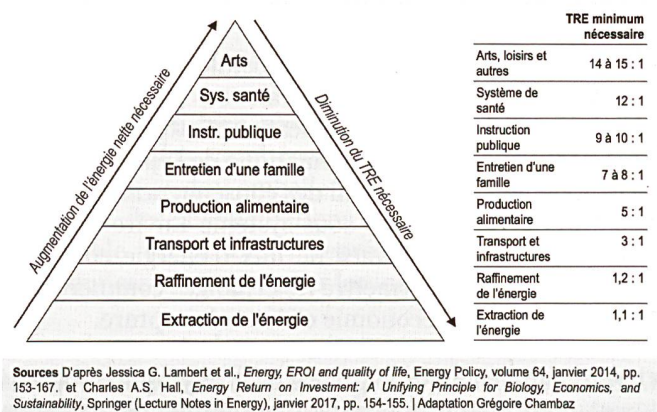 Arts
Sys. santé
Instr. publique
Entretien d'une famille
Production alimentaire
Transport et infrastructures
Raffinement de l'énergie
Extraction de l'énergie
Augmentation de l'énergie nette nécessaire
Diminution du TRE nécessaire
TRE minimum
nécessaire
Arts, loisirs et
autres
14 à 15 : 1
Système de
santé
12 : 1
Instruction
publique
9 à 10 : 1
Entretien d'une
famille
7 à 8 : 1
Production
alimentaire
5 : 1
Transport et
infrastructures
3 : 1
Raffinement
de l'énergie
1,2 : 1
Extraction de
l'énergie
1,1 : 1
Sources D'après Jessica G. Lambert et al., Energy, EROI and quality of life, Energy Policy, volume 64, janvier 2014, pp.
153-167. et Charles A.S. Hall, Energy Return on Investment: A Unifying Principle for Biology, Economics, and
Sustainability, Springer (Lecture Notes in Energy), janvier 2017, pp. 154-155. | Adaptation Grégoire Chambaz